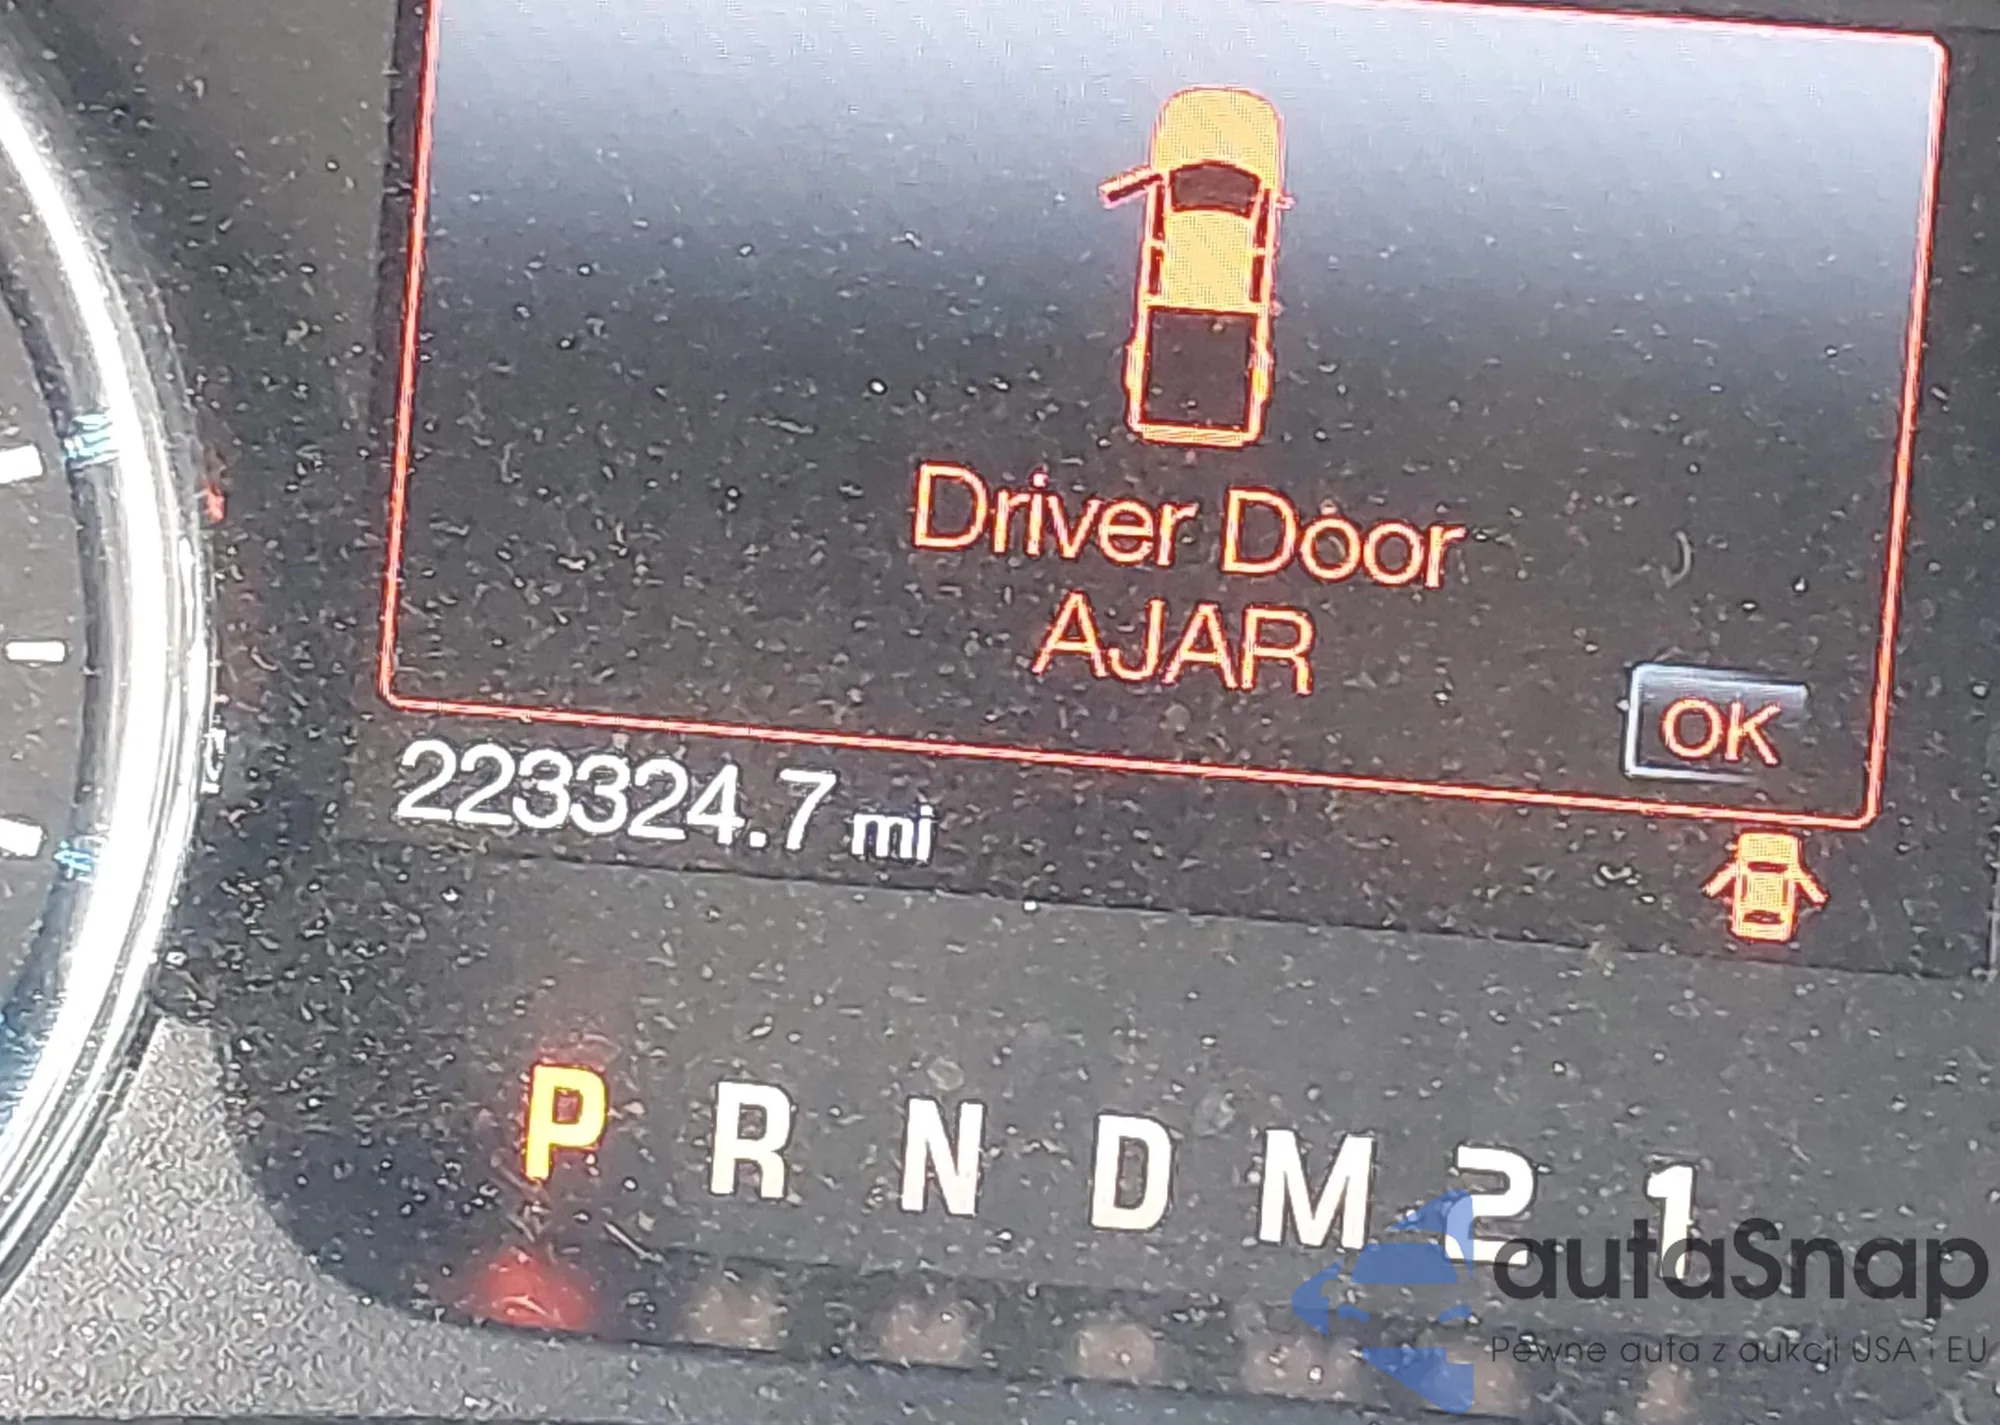 Driver Door
AJAR
OK
223324.7 mi
P R N D M 2 1
autaSnap
Pewne auta z aukcji USA i EU